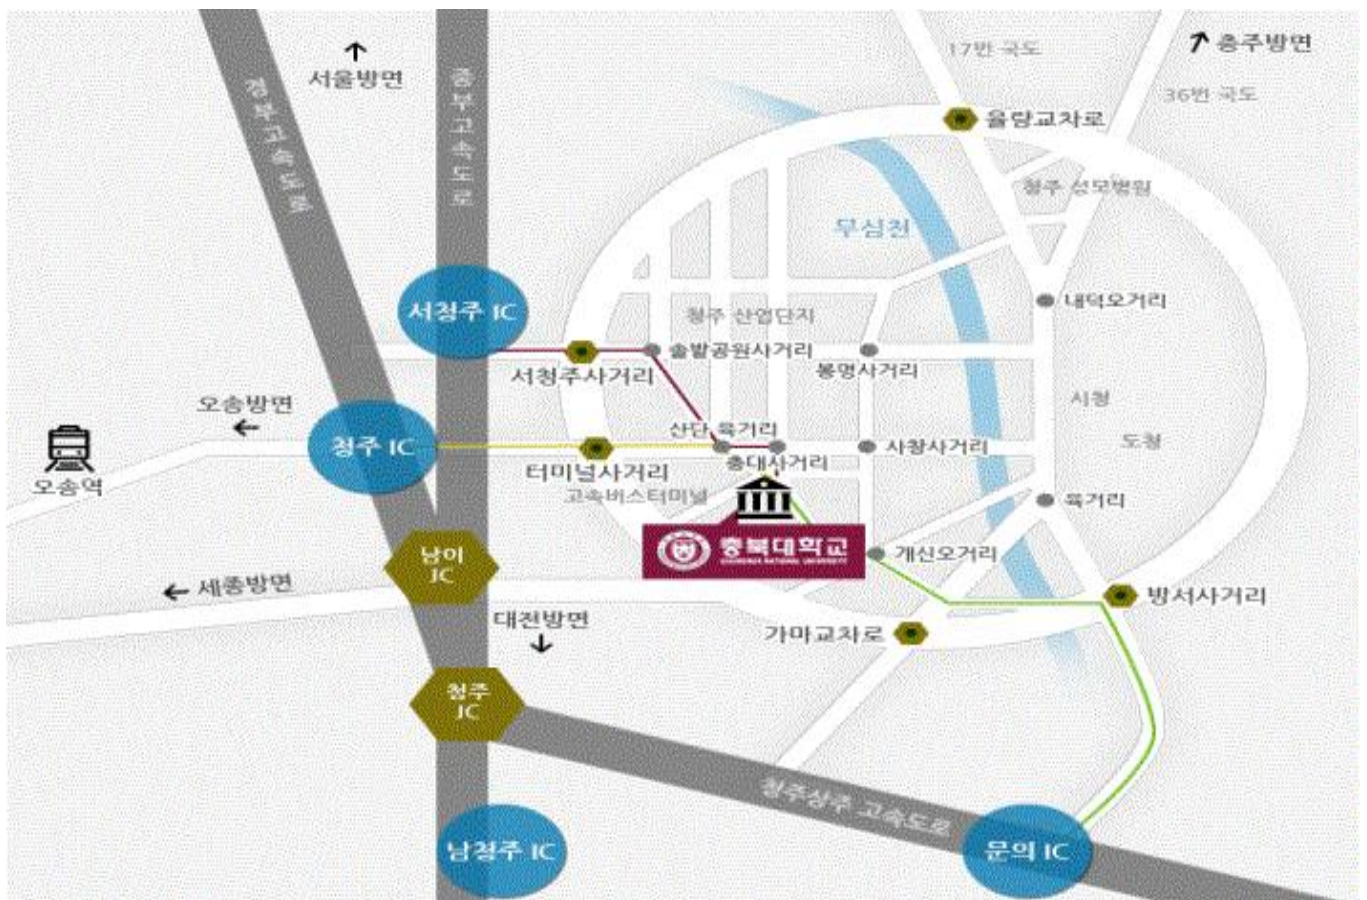 17번 국도
충주방면
서울방면
36번 국도
경부고속도로
중부고속도로
율량교차로
청주 성모병원
무심천
서청주 IC
내덕오거리
청주 산업단지
솔밭공원사거리
서청주사거리
봉명사거리
오송방면
시청
청주 IC
산단 육거리
사창사거리
도청
충대사거리
터미널사거리
오송역
고속버스터미널
육거리
충북대학교
CHUNGBUK NATIONAL UNIVERSITY
개신오거리
남이
JC
세종방면
방서사거리
대전방면
가마교차로
청주
JC
청주상주 고속도로
남청주 IC
문의 IC